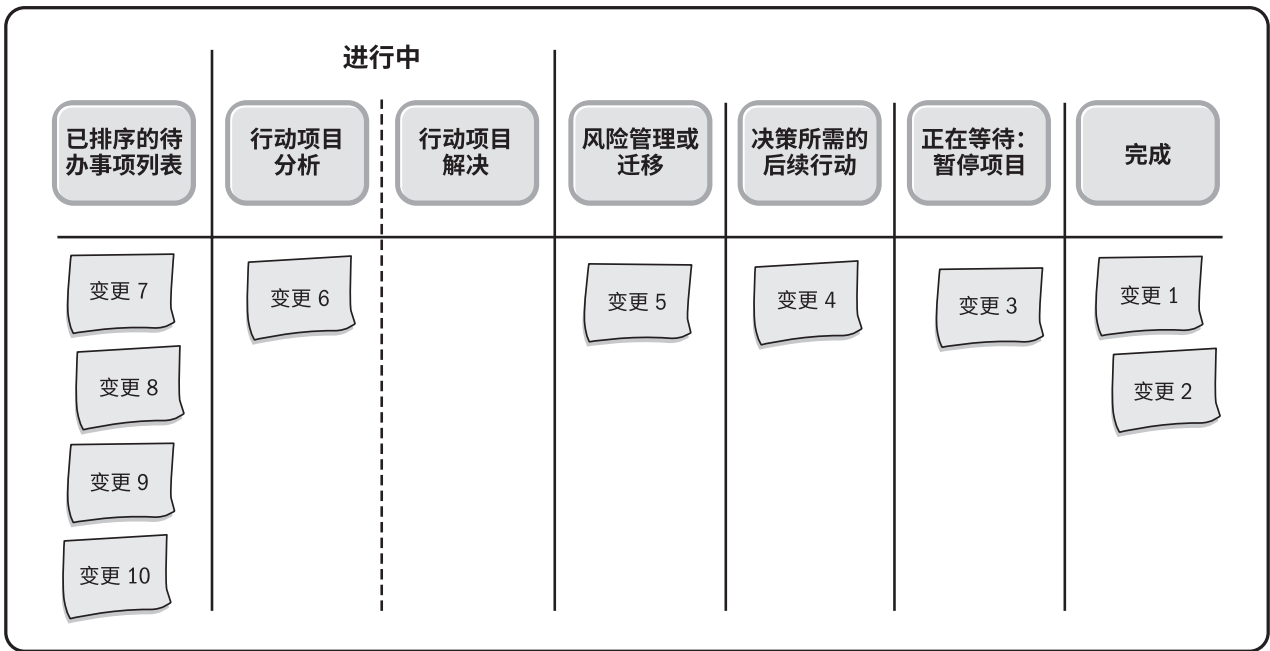 进行中
已排序的待
办事项列表
行动项目
分析
行动项目
解决
风险管理或
迁移
决策所需的
后续行动
正在等待：
暂停项目
完成
变更 7
变更 8
变更 9
变更 10
变更 6
变更 5
变更 4
变更 3
变更 1
变更 2